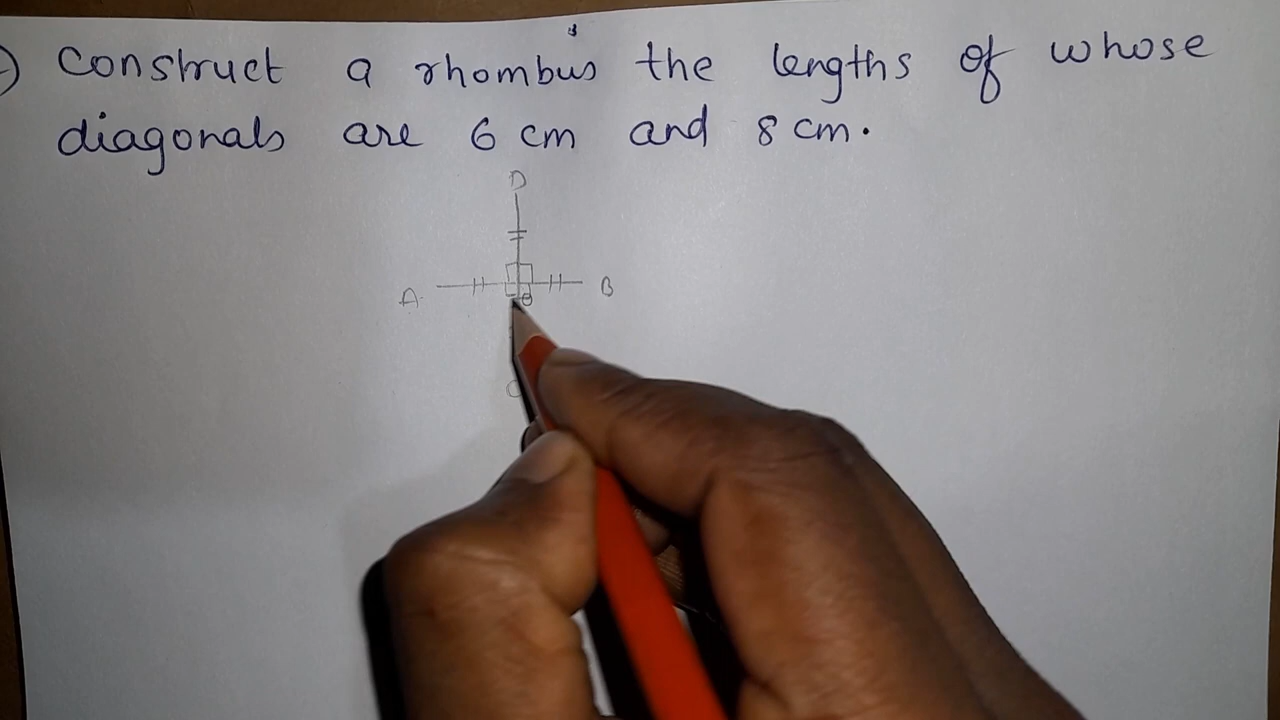 ) Construct a rhombus the lengths of whose
diagonals are 6 cm and 8 cm.
D
A B
O
C